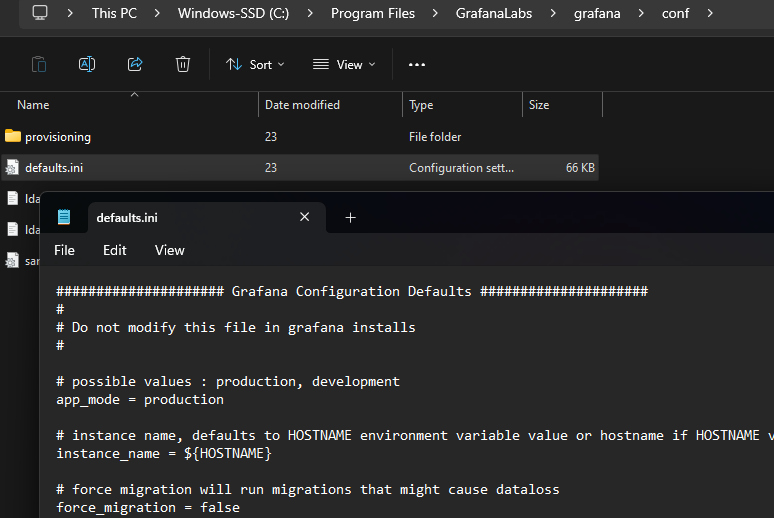 This PC > Windows-SSD (C:) > Program Files > GrafanaLabs > grafana > conf >
Sort View
Name Date modified Type Size
provisioning 23 File folder
defaults.ini 23 Configuration sett... 66 KB
lda
lda
sar
defaults.ini
File Edit View
##################### Grafana Configuration Defaults #####################
#
# Do not modify this file in grafana installs
#
# possible values : production, development
app_mode = production
# instance name, defaults to HOSTNAME environment variable value or hostname if HOSTNAME v
instance_name = ${HOSTNAME}
# force migration will run migrations that might cause dataloss
force_migration = false